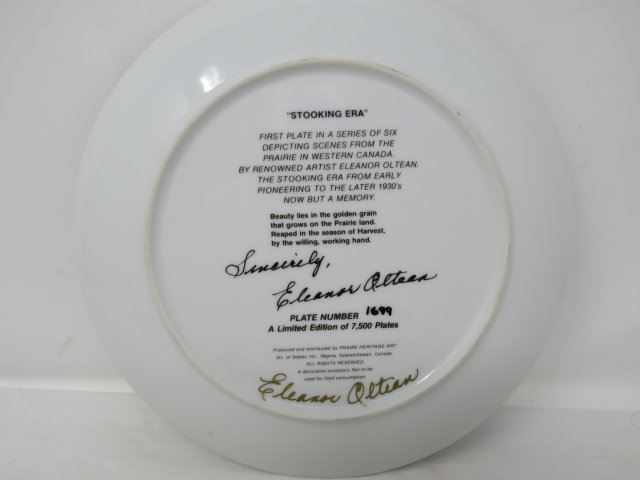 "STOOKING ERA"
FIRST PLATE IN A SERIES OF SIX
DEPICTING SCENES FROM THE
PRAIRIE IN WESTERN CANADA.
BY RENOWNED ARTIST ELEANOR OLTEAN.
THE STOOKING ERA FROM EARLY
PIONEERING TO THE LATER 1930's
NOW BUT A MEMORY.
Beauty lies in the golden grain
that grows on the Prairie land.
Reaped in the season of Harvest,
by the willing, working hand.
Sincerely,
Eleanor Oltean
PLATE NUMBER 1699
A Limited Edition of 7,500 Plates
Produced and distributed by PRAIRIE HERITAGE ART
div. of Inc. Regina, Saskatchewan, Canada.
ALL RIGHTS RESERVED
A decorative accessory Not to be
used for food consultation.
Eleanor Oltean